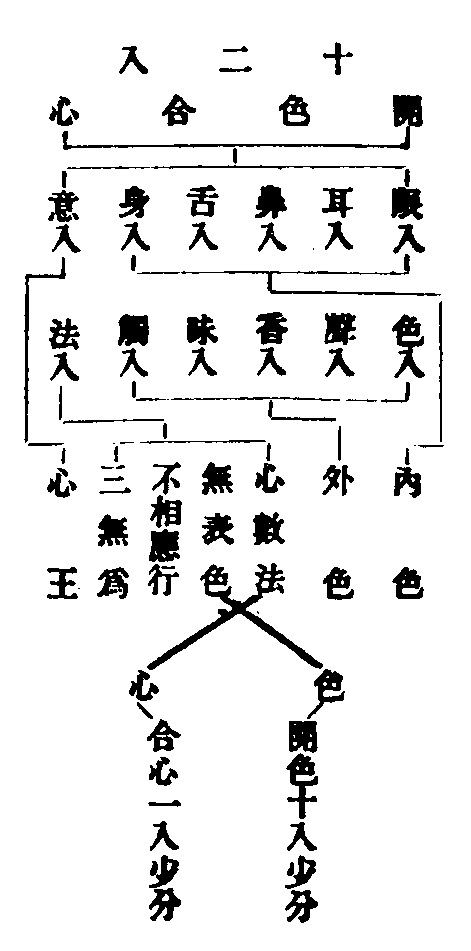 十二入
開色合心
眼入
耳入
鼻入
舌入
身入
意入
色入
聲入
香入
味入
觸入
法入
內色
外色
心數法
無表色
不相應行
三無為
心王
色
心
開色十入少分
合心一入少分